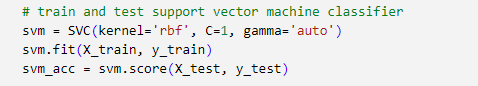 # train and test support vector machine classifier
svm = SVC(kernel='rbf', C=1, gamma='auto')
svm.fit(X_train, y_train)
svm_acc = svm.score(X_test, y_test)